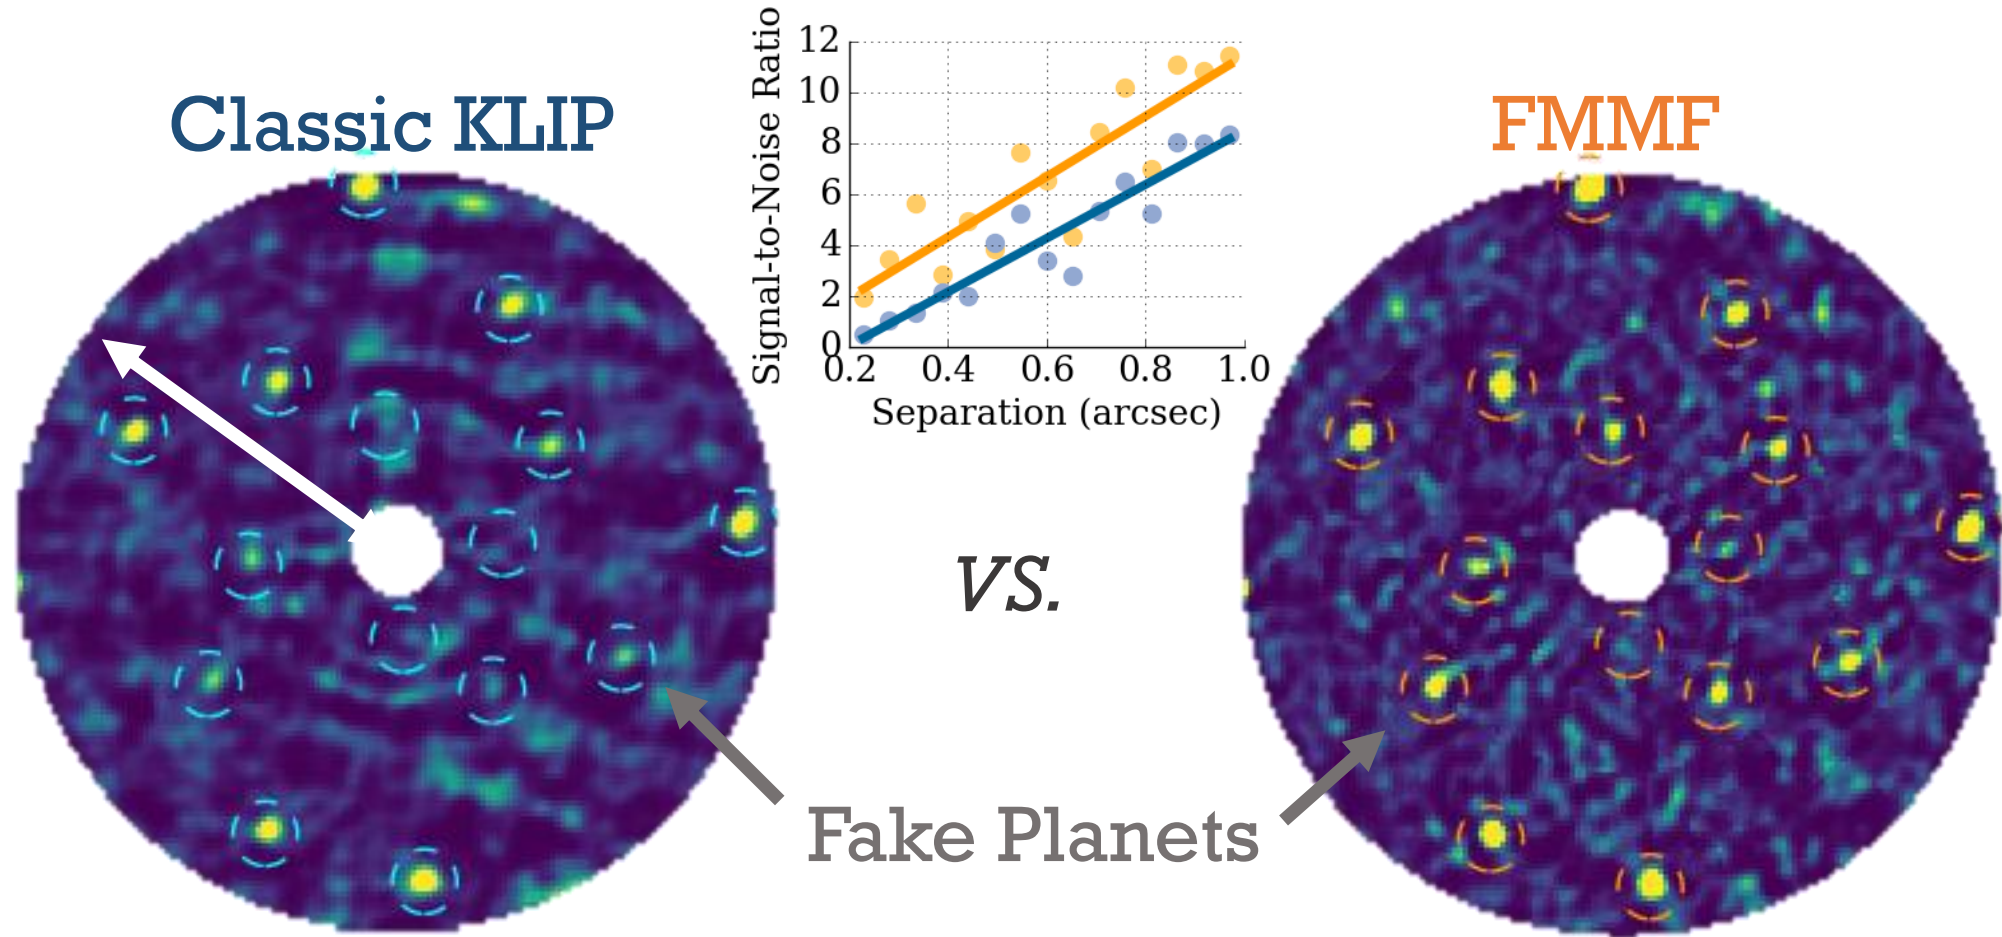 Classic KLIP
FMMF
Signal-to-Noise Ratio
12
10
8
6
4
2
0
0.2 0.4 0.6 0.8 1.0
Separation (arcsec)
VS.
Fake Planets